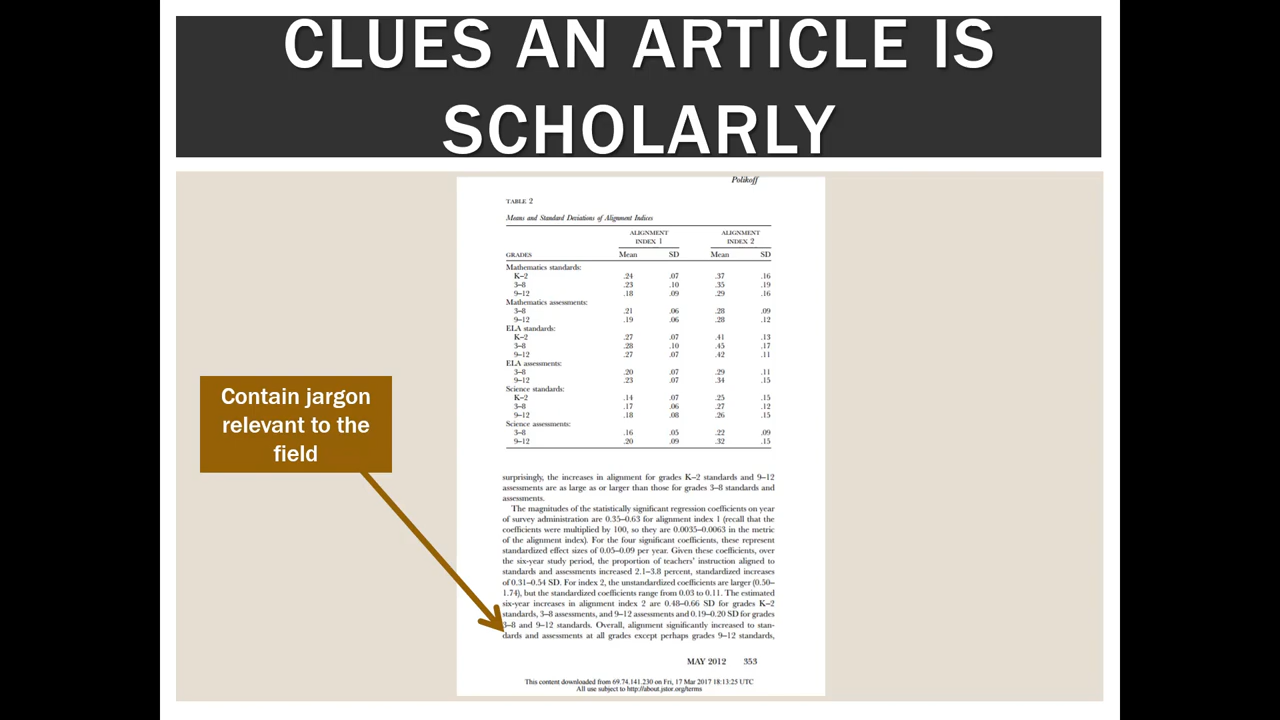 CLUES AN ARTICLE IS
SCHOLARLY
Polikoff
TABLE 2
Means and Standard Deviations of Alignment Indices
ALIGNMENT INDEX 1 ALIGNMENT INDEX 2
GRADES Mean SD Mean SD
Mathematics standards:
K–2 .24 .07 .37 .16
3–8 .23 .10 .35 .19
9–12 .18 .09 .29 .16
Mathematics assessments:
3–8 .21 .06 .28 .09
9–12 .19 .06 .28 .12
ELA standards:
K–2 .27 .07 .41 .13
3–8 .28 .10 .45 .17
9–12 .27 .07 .42 .11
ELA assessments:
3–8 .20 .07 .29 .11
9–12 .23 .07 .34 .15
Science standards:
K–2 .14 .07 .25 .15
3–8 .17 .06 .27 .12
9–12 .18 .08 .26 .15
Science assessments:
3–8 .16 .05 .22 .09
9–12 .20 .09 .32 .15
Contain jargon
relevant to the
field
surprisingly, the increases in alignment for grades K–2 standards and 9–12
assessments are as large as or larger than those for grades 3–8 standards and
assessments.
The magnitudes of the statistically significant regression coefficients on year
of survey administration are 0.35–0.63 for alignment index 1 (recall that the
coefficients were multiplied by 100, so they are 0.0035–0.0063 in the metric
of the alignment index). For the four significant coefficients, these represent
standardized effect sizes of 0.05–0.09 per year. Given these coefficients, over
the six-year study period, the proportion of teachers' instruction aligned to
standards and assessments increased 2.1–3.8 percent, standardized increases
of 0.31–0.54 SD. For index 2, the unstandardized coefficients are larger (0.50–
1.74), but the standardized coefficients range from 0.03 to 0.11. The estimated
six-year increases in alignment index 2 are 0.48–0.66 SD for grades K–2
standards, 3–8 assessments, and 9–12 assessments and 0.19–0.20 SD for grades
3–8 and 9–12 standards. Overall, alignment significantly increased to stan-
dards and assessments at all grades except perhaps grades 9–12 standards,
MAY 2012 353
This content downloaded from 69.74.141.230 on Fri, 17 Mar 2017 18:13:25 UTC
All use subject to http://about.jstor.org/terms